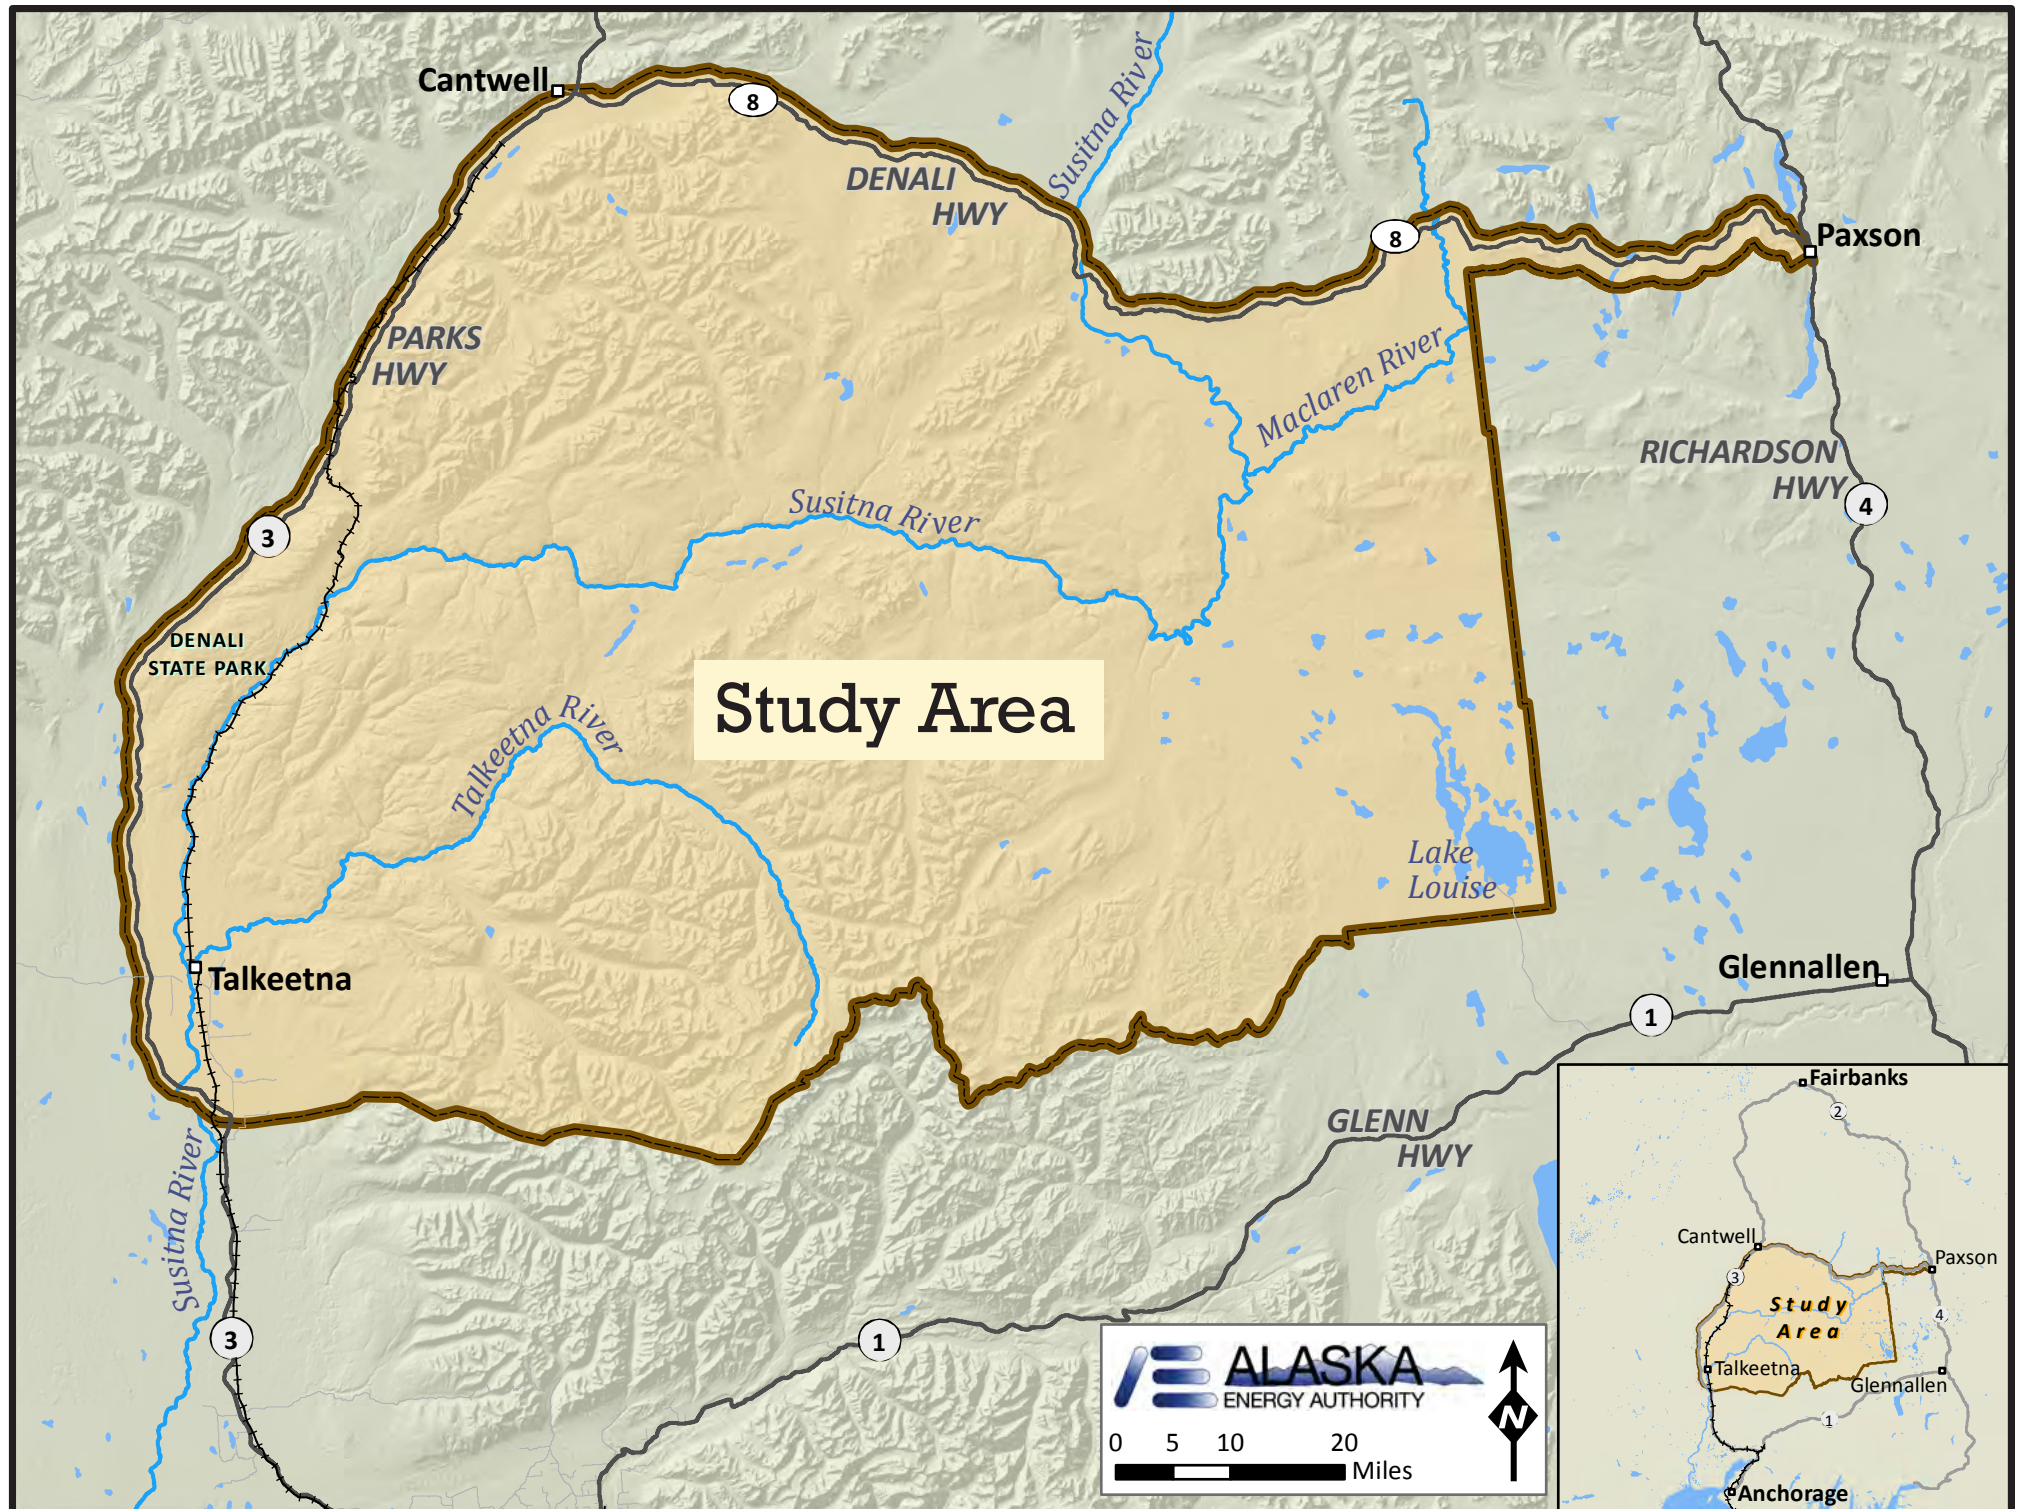 Cantwell
8
Susitna River
DENALI
HWY
8
Paxson
PARKS
HWY
Maclaren River
RICHARDSON
HWY
4
Susitna River
3
DENALI
STATE PARK
Study Area
Talkeetna River
Lake
Louise
Talkeetna
Glennallen
1
GLENN
HWY
Susitna River
3
1
ALASKA
ENERGY AUTHORITY
N
0 5 10 20
Miles
Fairbanks
2
Cantwell
Paxson
3
Study
Area
4
Talkeetna
Glennallen
1
Anchorage